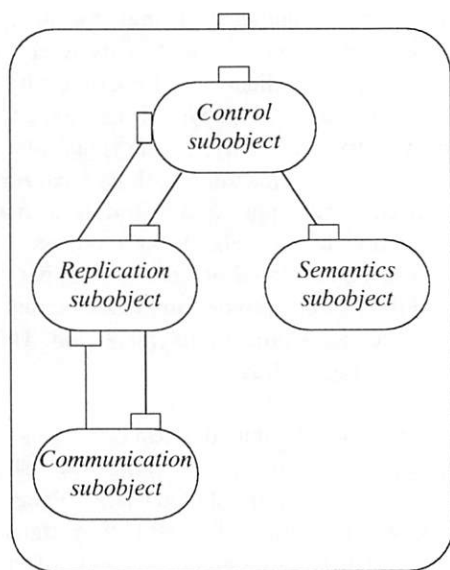 Control
subobject
Replication
subobject
Semantics
subobject
Communication
subobject